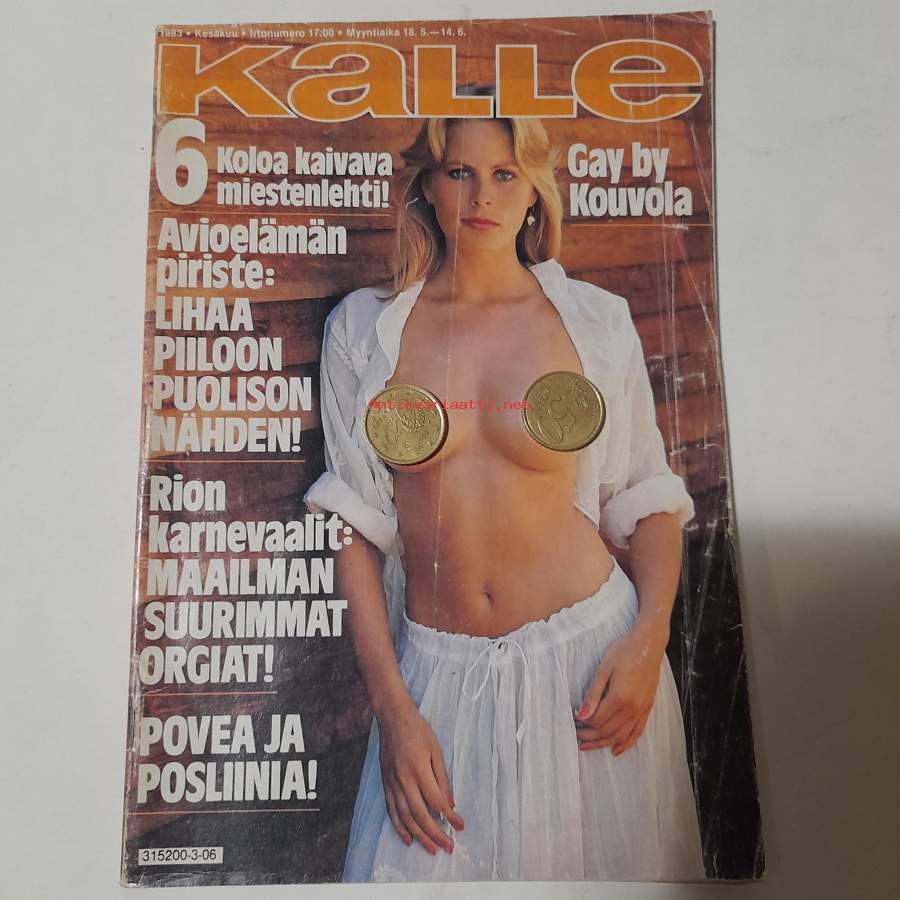 1983 • Kesäkuu • Irtonumero 17:00 • Myyntiaika 18. 5.—14. 6.
KaLLe
6
Koloa kaivava
miestenlehti!
Gay by
Kouvola
Avioelämän
piriste:
LIHAA
PIILOON
PUOLISON
NÄHDEN!
Antikvariaatti.net
50
Rion
karnevaalit:
MAAILMAN
SUURIMMAT
ORGIAT!
POVEA JA
POSLIINIA!
315200-3-06